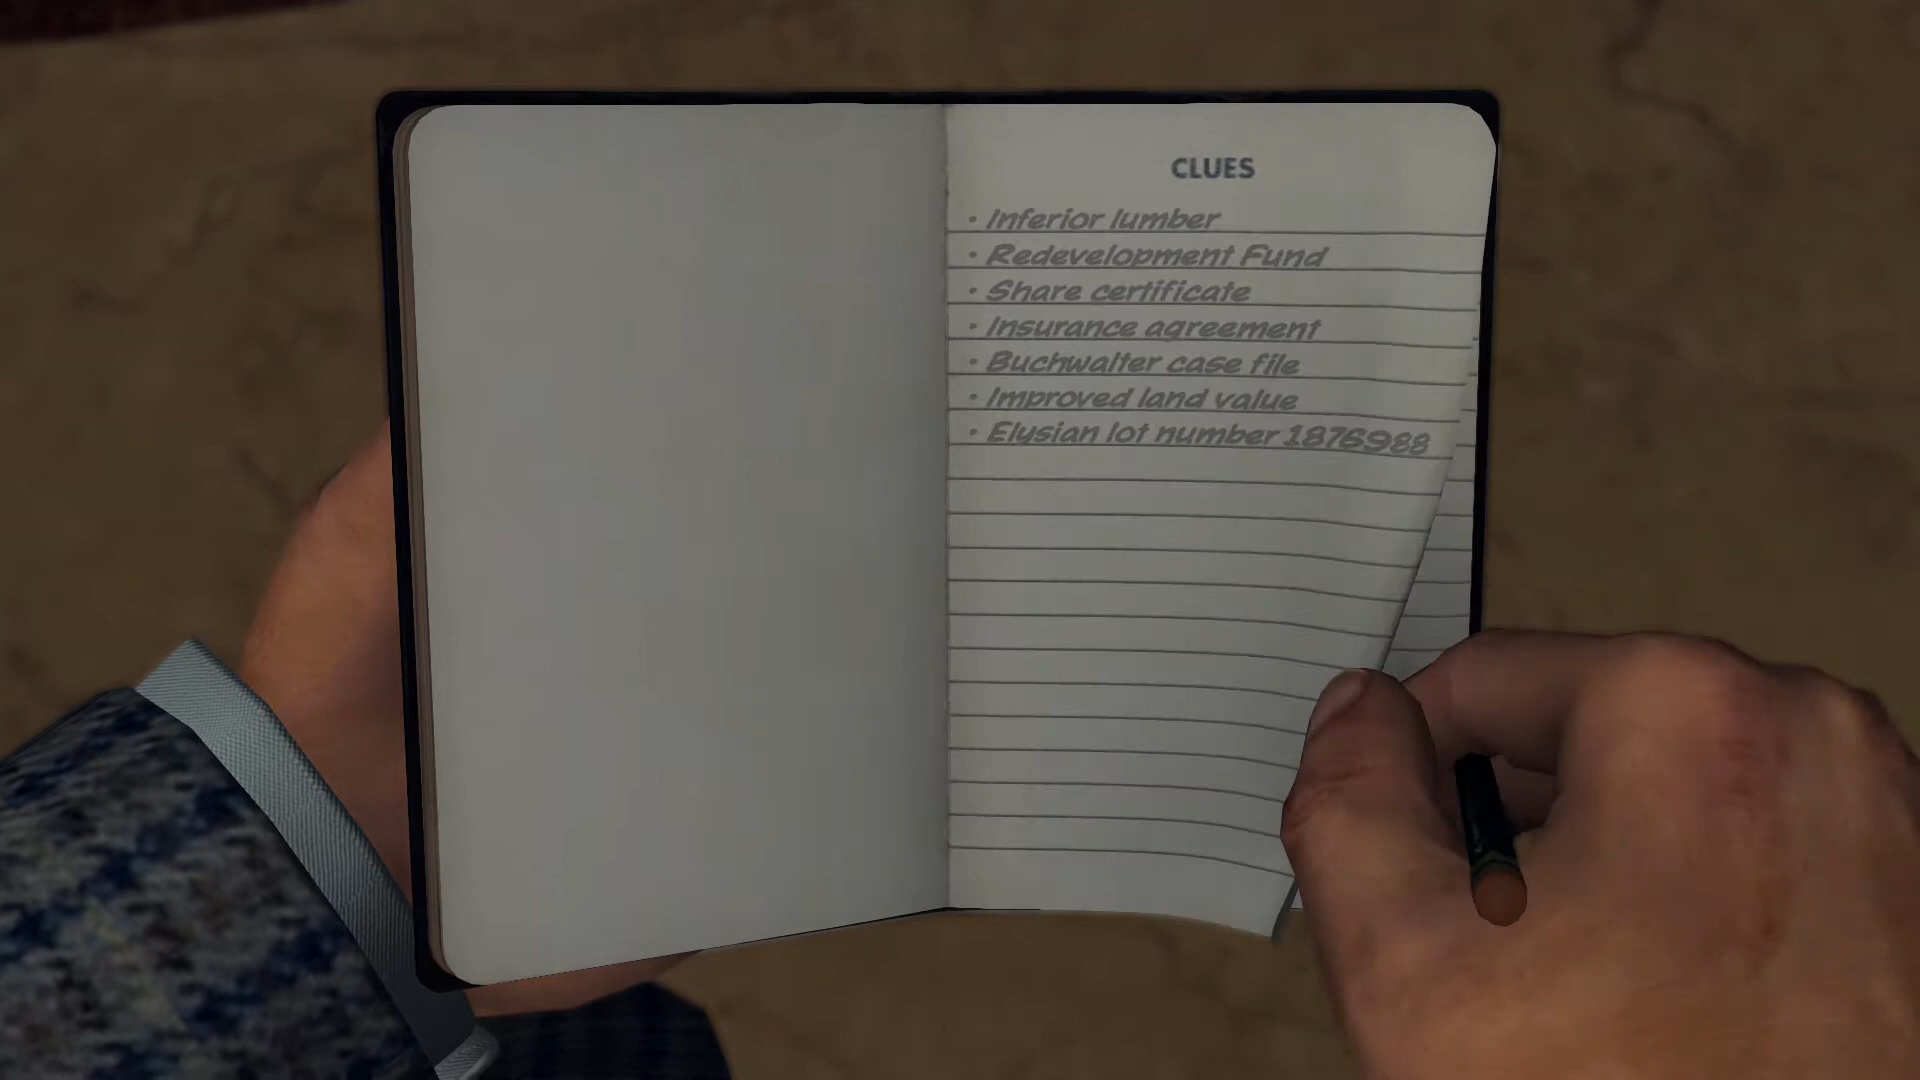 CLUES
• Inferior lumber
• Redevelopment Fund
• Share certificate
• Insurance agreement
• Buchwalter case file
• Improved land value
• Elysian lot number 1876988